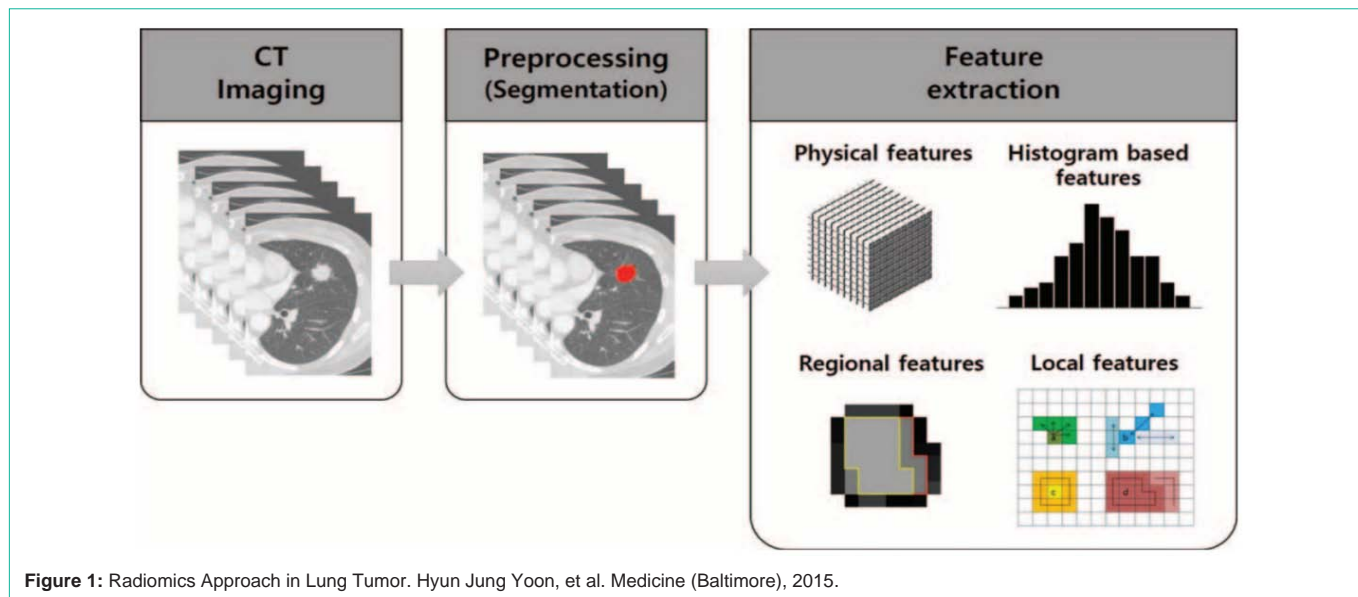 CT
Imaging
Preprocessing
(Segmentation)
Feature
extraction
Physical features
Histogram based
features
Regional features
Local features
a
b
c
d
Figure 1: Radiomics Approach in Lung Tumor. Hyun Jung Yoon, et al. Medicine (Baltimore), 2015.